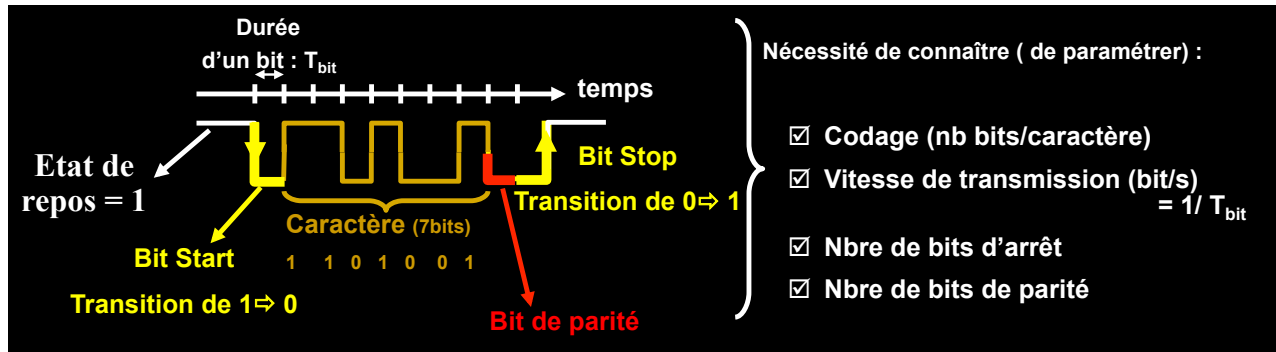 Durée
d'un bit : Tbit
temps
Etat de
repos = 1
Bit Start
Transition de 1⇨ 0
Caractère (7bits)
1 1 0 1 0 0 1
Bit Stop
Transition de 0⇨ 1
Bit de parité
Nécessité de connaître ( de paramétrer) :
☑ Codage (nb bits/caractère)
☑ Vitesse de transmission (bit/s)
= 1/ Tbit
☑ Nbre de bits d'arrêt
☑ Nbre de bits de parité